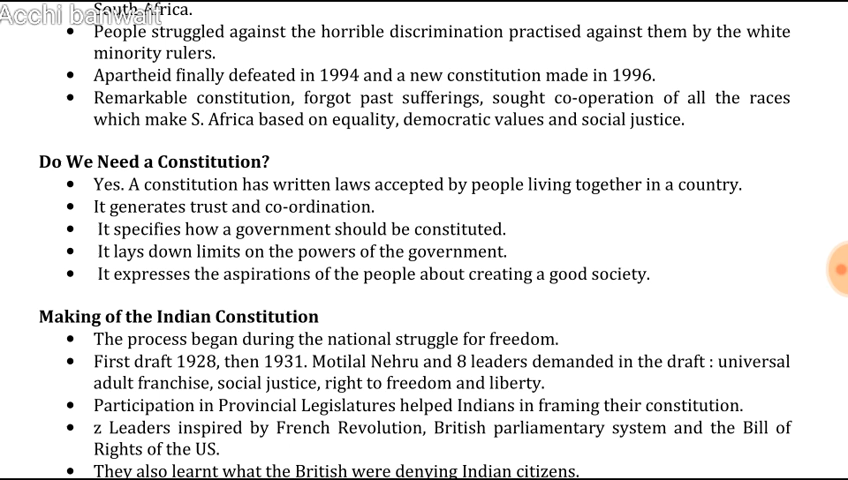 South Africa.
Acchi banwait
• People struggled against the horrible discrimination practised against them by the white
minority rulers.
• Apartheid finally defeated in 1994 and a new constitution made in 1996.
• Remarkable constitution, forgot past sufferings, sought co-operation of all the races
which make S. Africa based on equality, democratic values and social justice.
Do We Need a Constitution?
• Yes. A constitution has written laws accepted by people living together in a country.
• It generates trust and co-ordination.
• It specifies how a government should be constituted.
• It lays down limits on the powers of the government.
• It expresses the aspirations of the people about creating a good society.
Making of the Indian Constitution
• The process began during the national struggle for freedom.
• First draft 1928, then 1931. Motilal Nehru and 8 leaders demanded in the draft : universal
adult franchise, social justice, right to freedom and liberty.
• Participation in Provincial Legislatures helped Indians in framing their constitution.
• z Leaders inspired by French Revolution, British parliamentary system and the Bill of
Rights of the US.
• They also learnt what the British were denying Indian citizens.